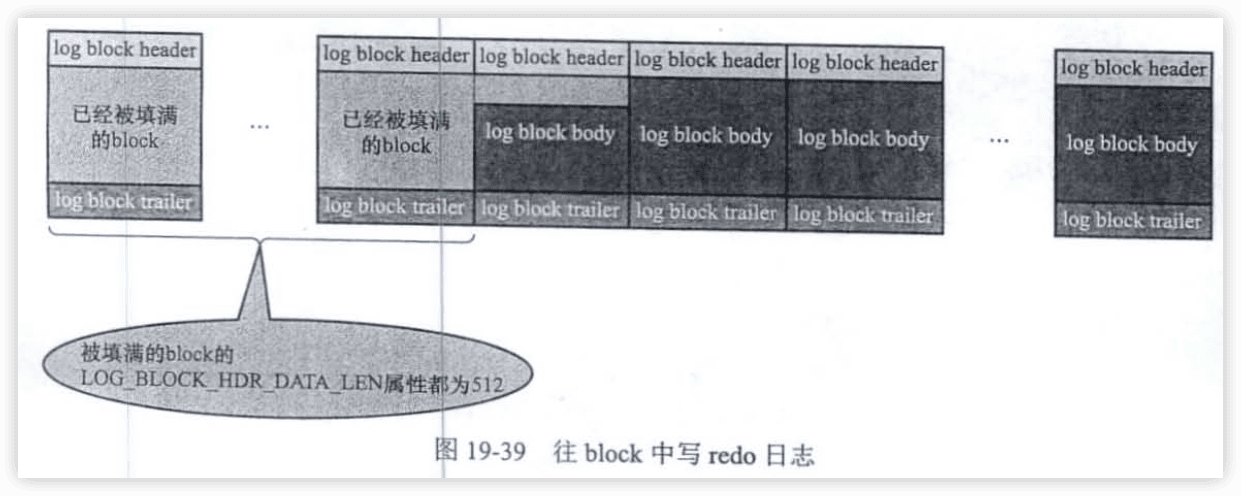 log block header
log block header log block header log block header log block header
log block header
已经被填满
的block
...
已经被填满
的block
log block body
log block body
log block body
...
log block body
log block trailer
log block trailer log block trailer log block trailer log block trailer
log block trailer
被填满的block的
LOG_BLOCK_HDR_DATA_LEN属性都为512
图 19-39 往 block 中写 redo 日志